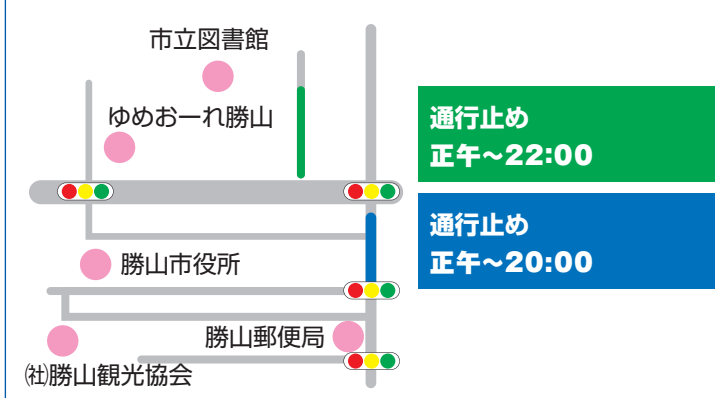 市立図書館
ゆめおーれ勝山
通行止め
正午～22:00
通行止め
正午～20:00
勝山市役所
勝山郵便局
㈳勝山観光協会